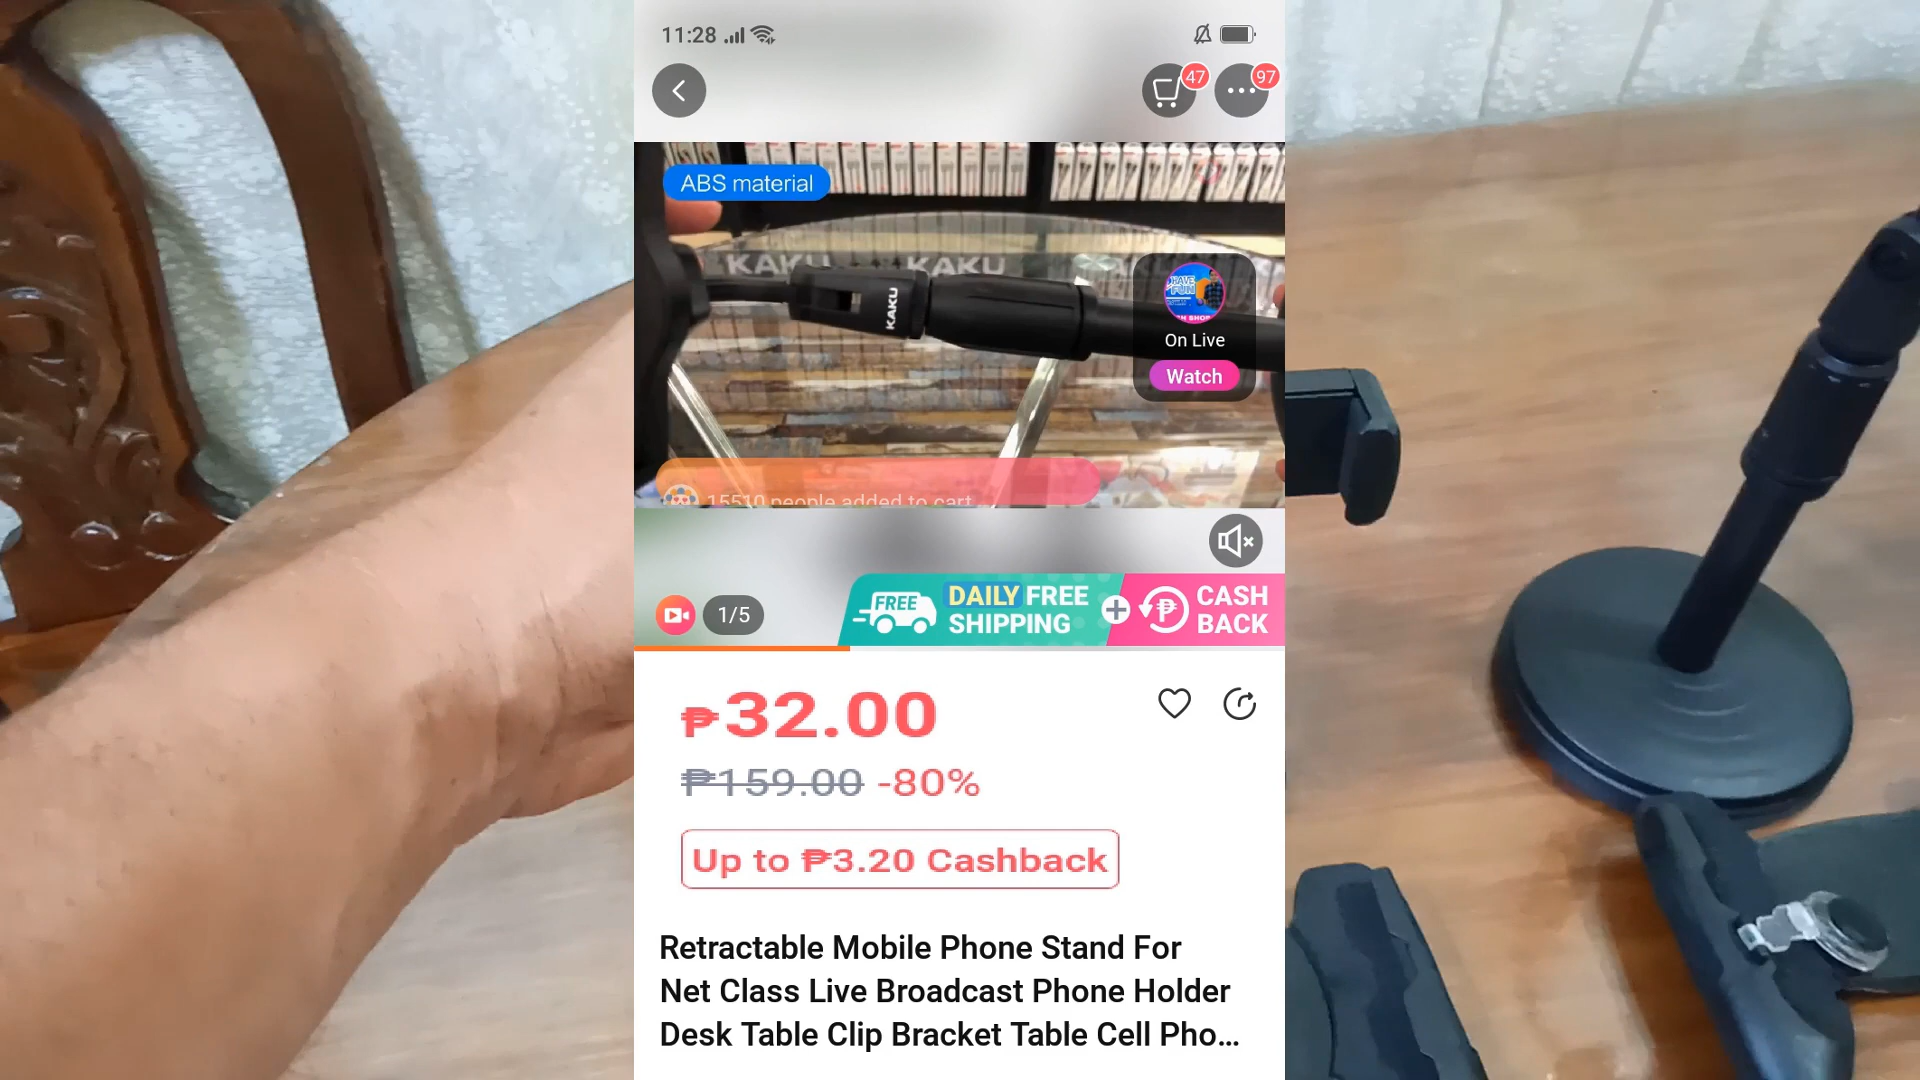 11:28
47
97
ABS material
KAKU KAKU
KAKU
HAVE
FUN
On Live
Watch
15510 people added to cart
1/5
FREE
DAILY FREE
SHIPPING
CASH
BACK
₱32.00
₱159.00 -80%
Up to ₱3.20 Cashback
Retractable Mobile Phone Stand For
Net Class Live Broadcast Phone Holder
Desk Table Clip Bracket Table Cell Pho...